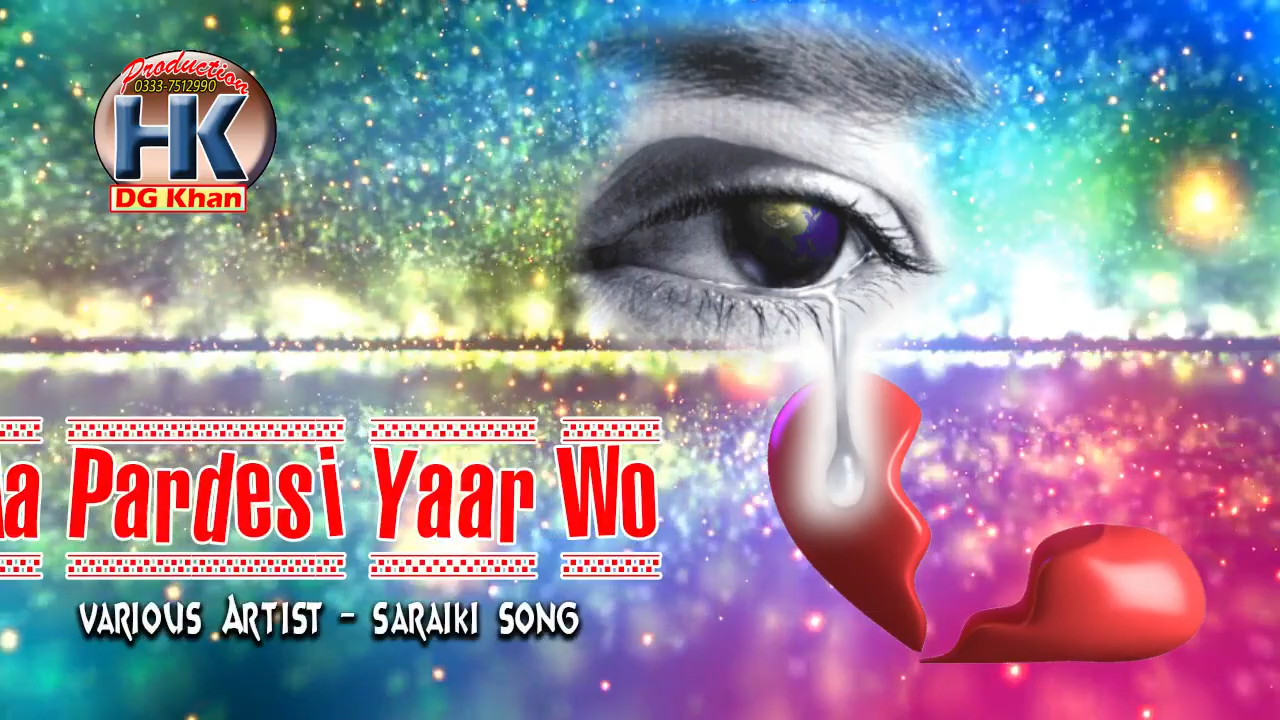 Production
0333-7512990
HK
DG Khan
Pardesi Yaar Wo
VARIOUS ARTIST - SARAIKI SONG